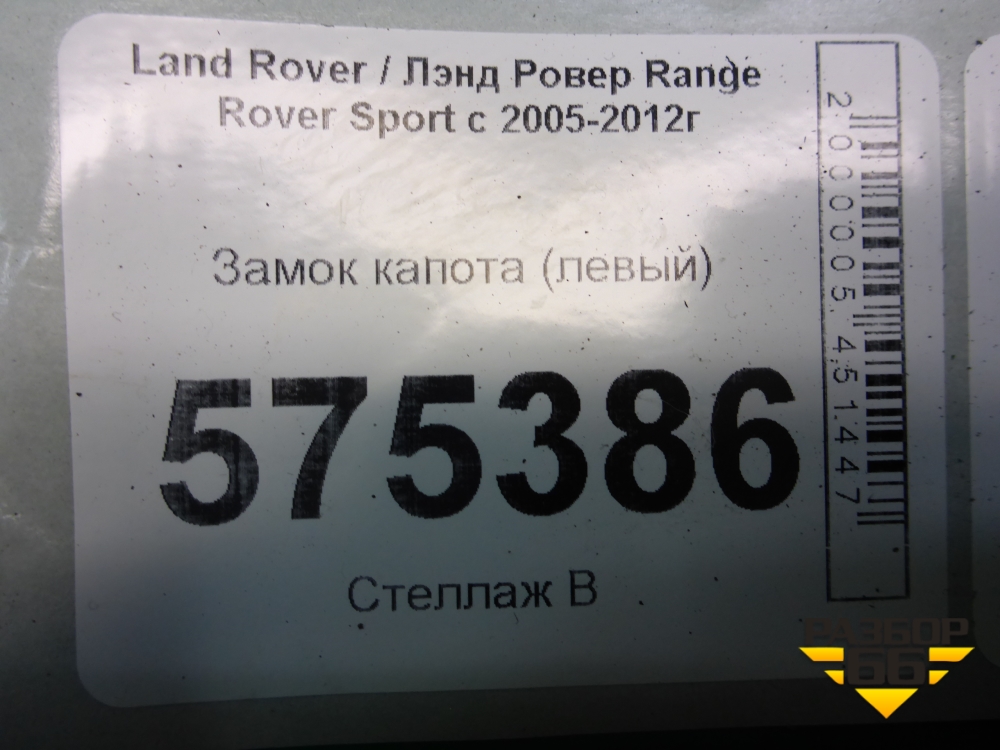 Land Rover / Лэнд Ровер Range
Rover Sport с 2005-2012г
Замок капота (левый)
575386
Стеллаж В
2000005451447
РАЗБОР
66